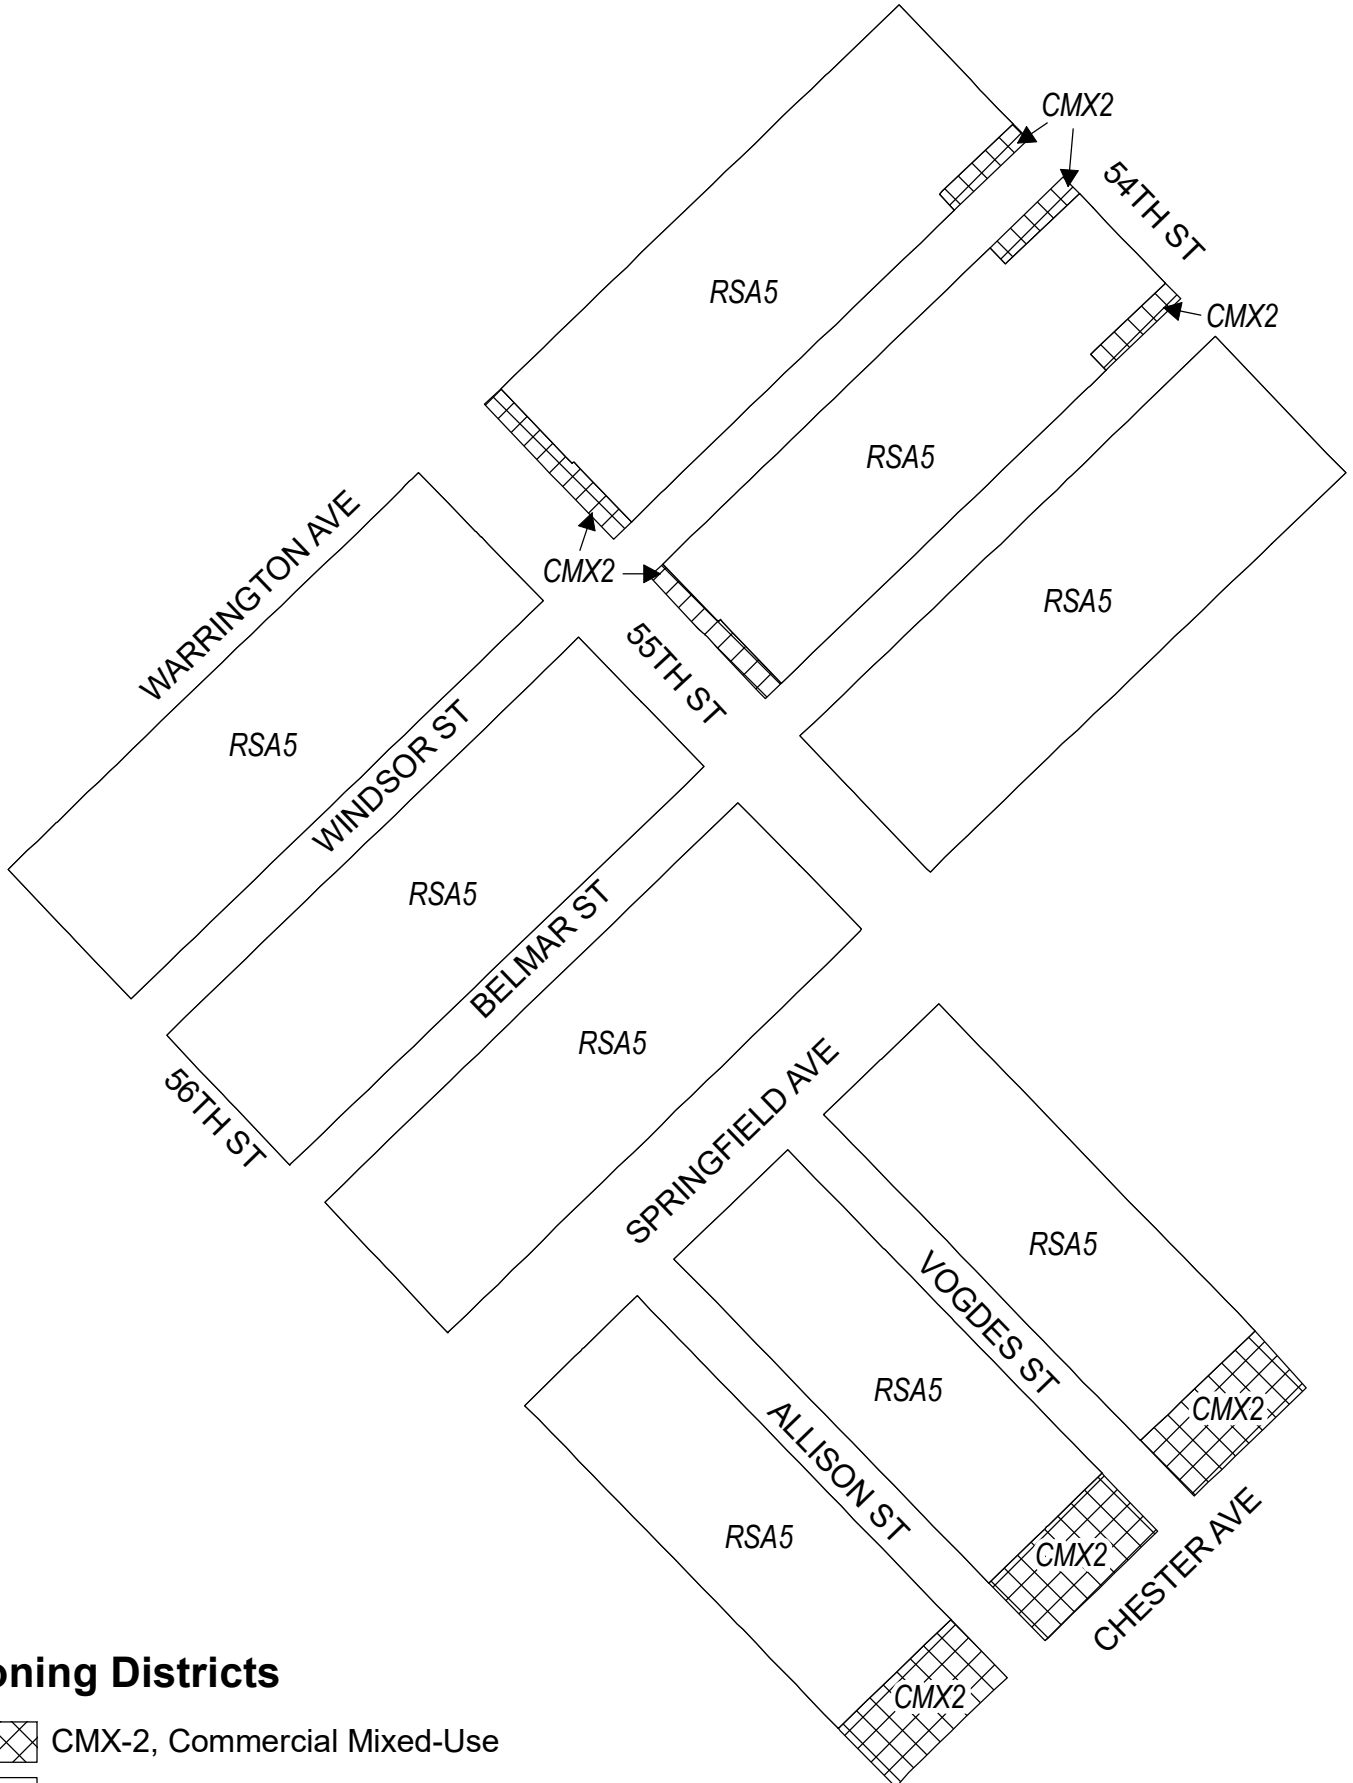 CMX2
54TH ST
RSA5
CMX2
RSA5
WARRINGTON AVE
CMX2
RSA5
55TH ST
RSA5
WINDSOR ST
RSA5
BELMAR ST
RSA5
SPRINGFIELD AVE
56TH ST
RSA5
VOGDES ST
RSA5
CMX2
ALLISON ST
RSA5
CMX2
CHESTER AVE
CMX2
oning Districts
CMX-2, Commercial Mixed-Use